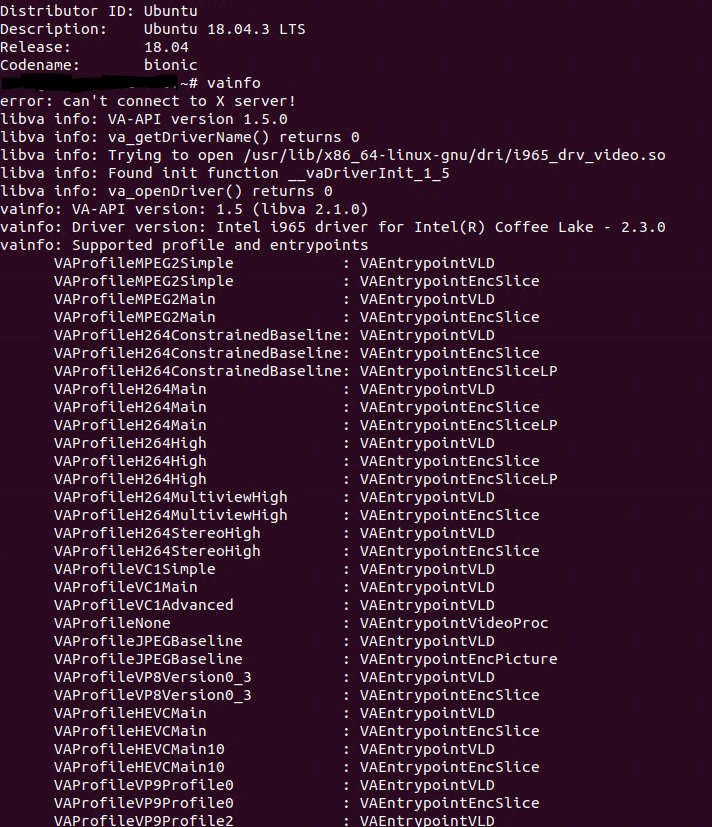 Distributor ID: Ubuntu
Description:    Ubuntu 18.04.3 LTS
Release:        18.04
Codename:       bionic
~# vainfo
error: can't connect to X server!
libva info: VA-API version 1.5.0
libva info: va_getDriverName() returns 0
libva info: Trying to open /usr/lib/x86_64-linux-gnu/dri/i965_drv_video.so
libva info: Found init function __vaDriverInit_1_5
libva info: va_openDriver() returns 0
vainfo: VA-API version: 1.5 (libva 2.1.0)
vainfo: Driver version: Intel i965 driver for Intel(R) Coffee Lake - 2.3.0
vainfo: Supported profile and entrypoints
      VAProfileMPEG2Simple            : VAEntrypointVLD
      VAProfileMPEG2Simple            : VAEntrypointEncSlice
      VAProfileMPEG2Main              : VAEntrypointVLD
      VAProfileMPEG2Main              : VAEntrypointEncSlice
      VAProfileH264ConstrainedBaseline: VAEntrypointVLD
      VAProfileH264ConstrainedBaseline: VAEntrypointEncSlice
      VAProfileH264ConstrainedBaseline: VAEntrypointEncSliceLP
      VAProfileH264Main               : VAEntrypointVLD
      VAProfileH264Main               : VAEntrypointEncSlice
      VAProfileH264Main               : VAEntrypointEncSliceLP
      VAProfileH264High               : VAEntrypointVLD
      VAProfileH264High               : VAEntrypointEncSlice
      VAProfileH264High               : VAEntrypointEncSliceLP
      VAProfileH264MultiviewHigh      : VAEntrypointVLD
      VAProfileH264MultiviewHigh      : VAEntrypointEncSlice
      VAProfileH264StereoHigh         : VAEntrypointVLD
      VAProfileH264StereoHigh         : VAEntrypointEncSlice
      VAProfileVC1Simple              : VAEntrypointVLD
      VAProfileVC1Main                : VAEntrypointVLD
      VAProfileVC1Advanced            : VAEntrypointVLD
      VAProfileNone                   : VAEntrypointVideoProc
      VAProfileJPEGBaseline           : VAEntrypointVLD
      VAProfileJPEGBaseline           : VAEntrypointEncPicture
      VAProfileVP8Version0_3          : VAEntrypointVLD
      VAProfileVP8Version0_3          : VAEntrypointEncSlice
      VAProfileHEVCMain               : VAEntrypointVLD
      VAProfileHEVCMain               : VAEntrypointEncSlice
      VAProfileHEVCMain10             : VAEntrypointVLD
      VAProfileHEVCMain10             : VAEntrypointEncSlice
      VAProfileVP9Profile0            : VAEntrypointVLD
      VAProfileVP9Profile0            : VAEntrypointEncSlice
      VAProfileVP9Profile2            : VAEntrypointVLD